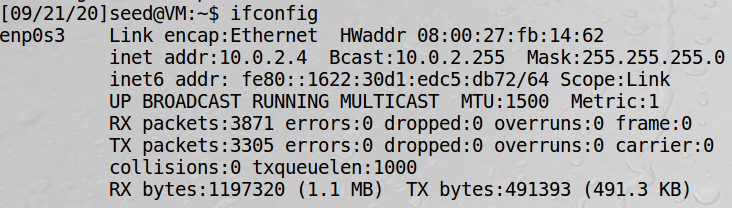 [09/21/20]seed@VM:~$ ifconfig
enp0s3    Link encap:Ethernet  HWaddr 08:00:27:fb:14:62
          inet addr:10.0.2.4  Bcast:10.0.2.255  Mask:255.255.255.0
          inet6 addr: fe80::1622:30d1:edc5:db72/64 Scope:Link
          UP BROADCAST RUNNING MULTICAST  MTU:1500  Metric:1
          RX packets:3871 errors:0 dropped:0 overruns:0 frame:0
          TX packets:3305 errors:0 dropped:0 overruns:0 carrier:0
          collisions:0 txqueuelen:1000
          RX bytes:1197320 (1.1 MB)  TX bytes:491393 (491.3 KB)